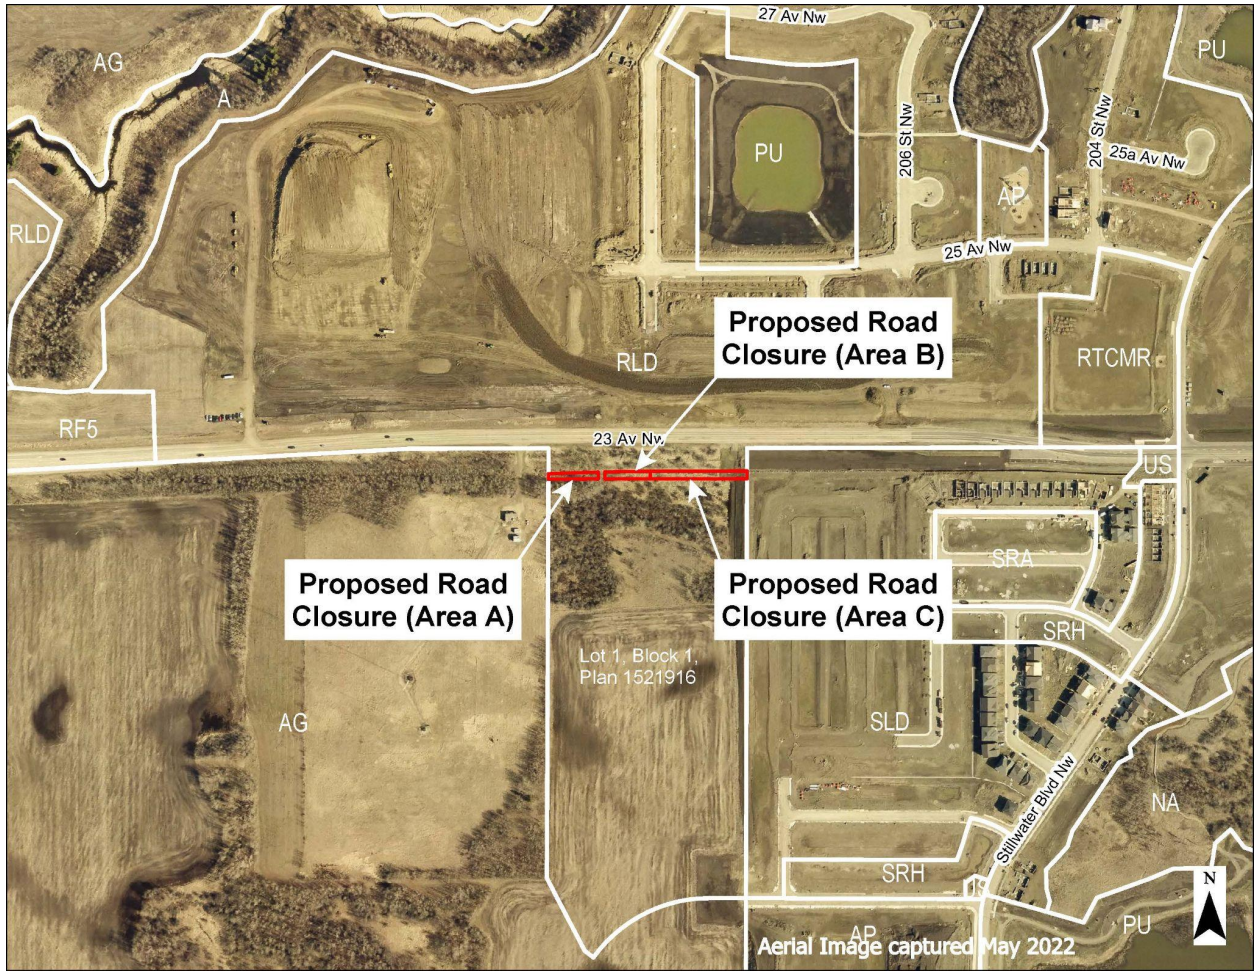 27 Av Nw
PU
AG
A
206 St Nw
204 St Nw
25a Av Nw
PU
AP
RLD
25 Av Nw
Proposed Road
Closure (Area B)
RLD
RTCMR
RF5
23 Av Nw
US
Proposed Road
Closure (Area A)
Proposed Road
Closure (Area C)
SRA
SRH
Lot 1, Block 1,
Plan 1521916
AG
SLD
Stillwater Blvd Nw
NA
SRH
US
N
PU
AP
Aerial Image captured May 2022